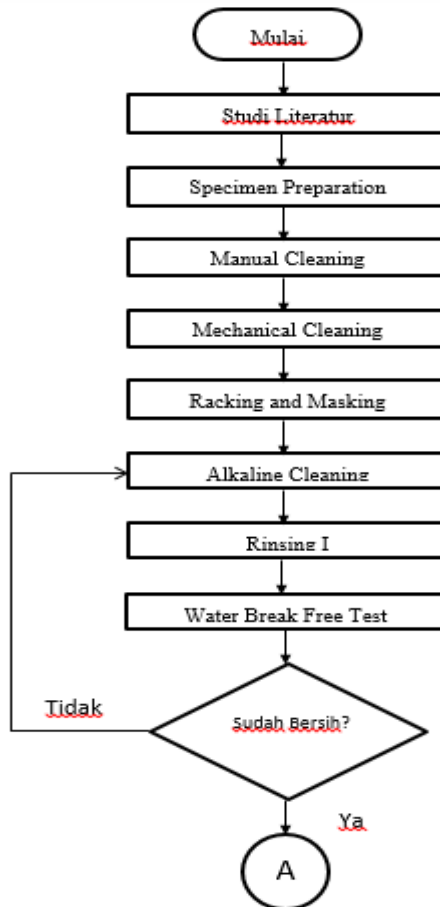 Mulai
Studi Literatur
Specimen Preparation
Manual Cleaning
Mechanical Cleaning
Racking and Masking
Alkaline Cleaning
Rinsing I
Water Break Free Test
Sudah Bersih?
Tidak
Ya
A